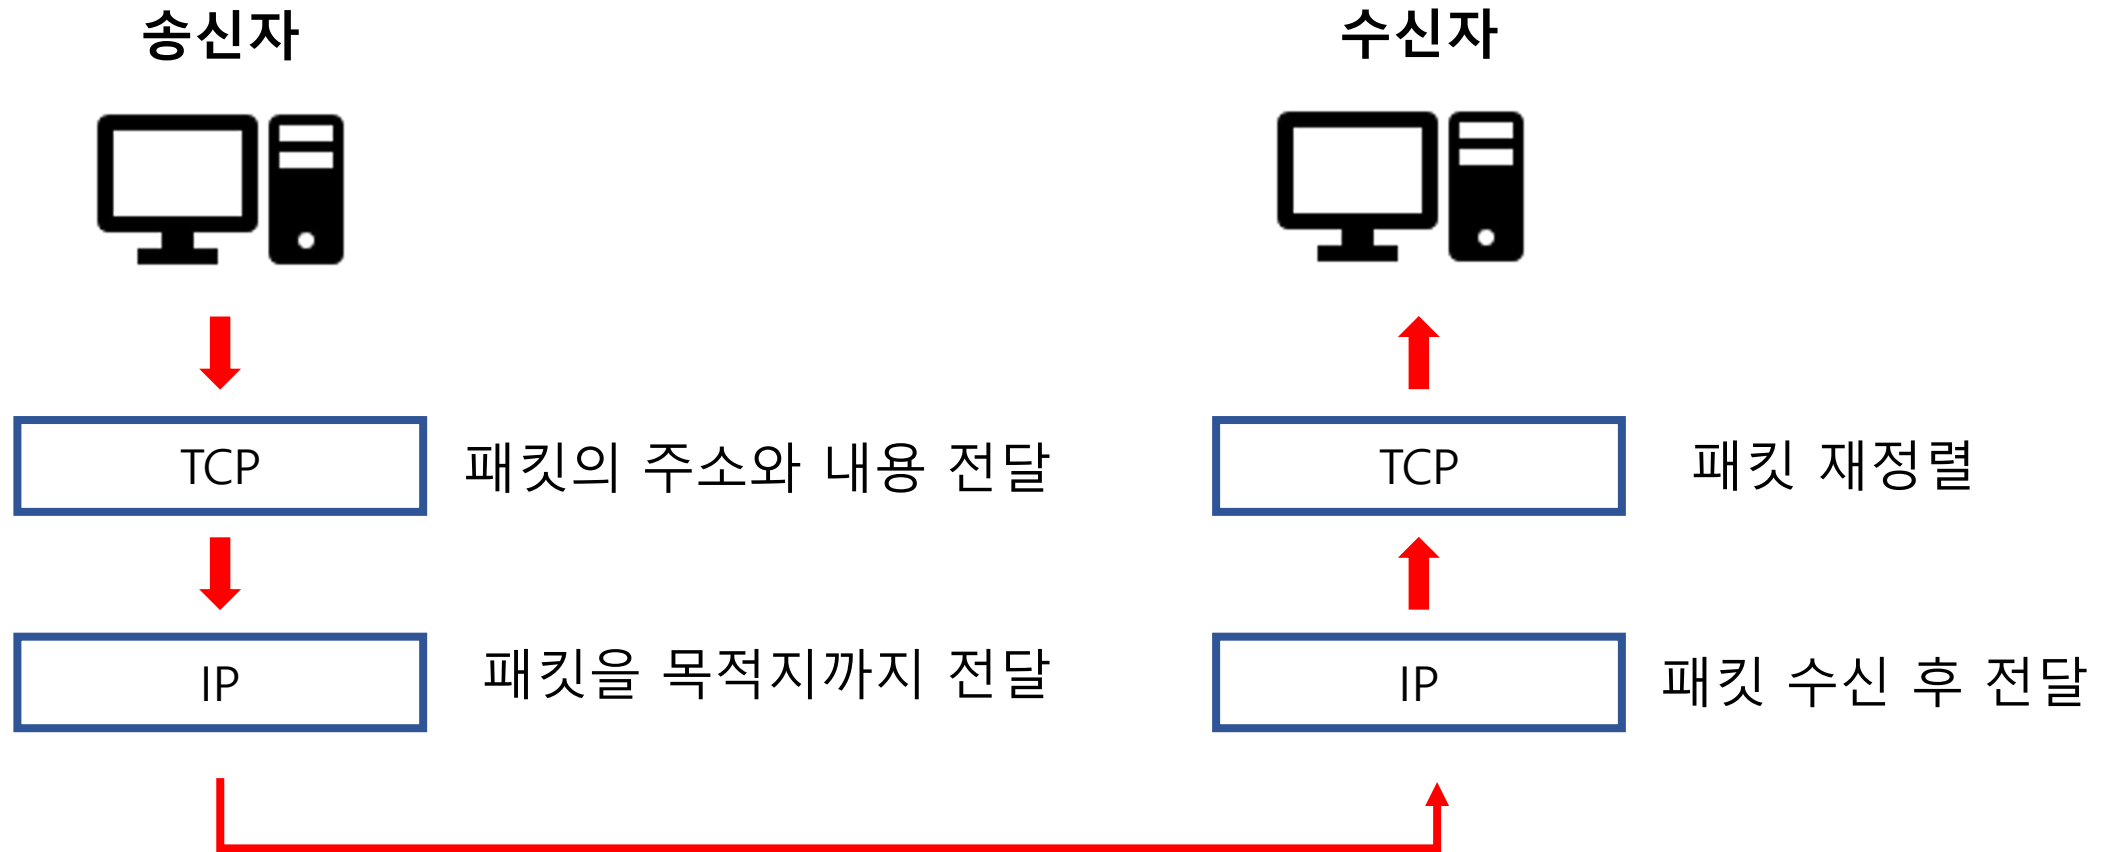 송신자
수신자
TCP
패킷의 주소와 내용 전달
TCP
패킷 재정렬
IP
패킷을 목적지까지 전달
IP
패킷 수신 후 전달